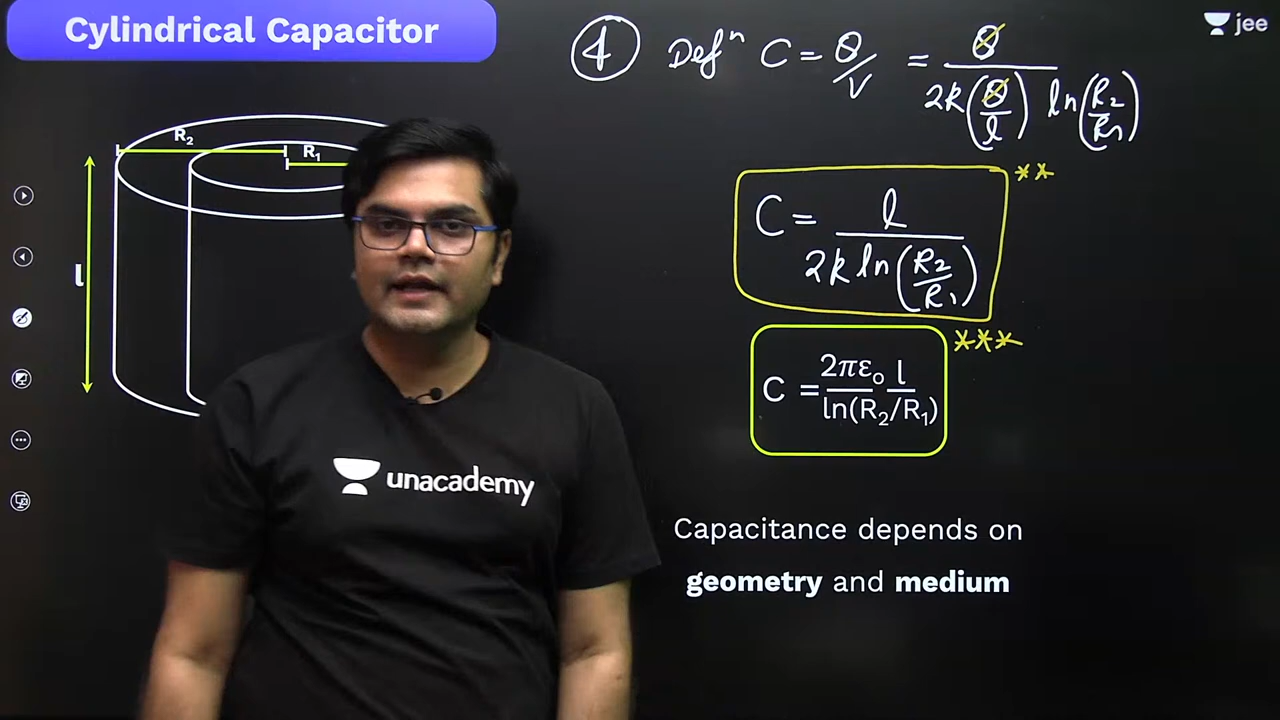 Cylindrical Capacitor
jee
④ Defⁿ C = Q/V = Q / 2k(Q/l) ln(R₂/R₁)
R₂
R₁
**
C = l / 2k ln(R₂/R₁)
l
***
C = 2πε₀ l / ln(R₂/R₁)
unacademy
Capacitance depends on
geometry and medium